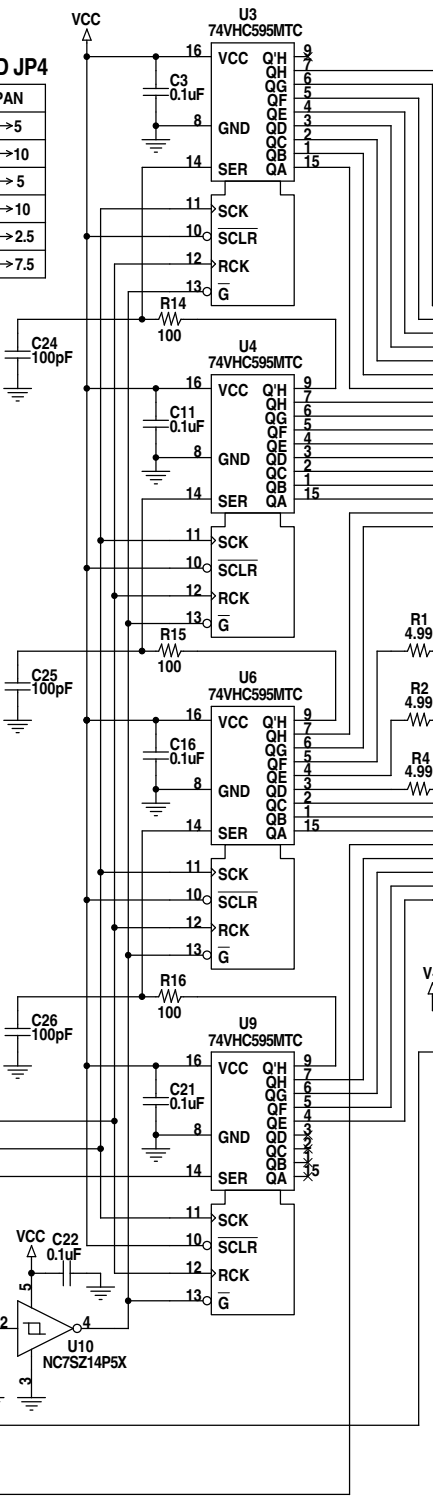 VCC
D JP4
PAN
→5
→10
→5
→10
→2.5
→7.5
U3
74VHC595MTC
16 VCC Q'H 9
QH 7
QG 6
QF 5
C3
0.1uF
QE 4
8 GND QD 3
QC 2
QB 1
14 SER QA 15
11 SCK
10 SCLR
12 RCK
13 G
R14
100
C24
100pF
U4
74VHC595MTC
16 VCC Q'H 9
QH 7
QG 6
QF 5
C11
0.1uF
QE 4
8 GND QD 3
QC 2
QB 1
14 SER QA 15
11 SCK
10 SCLR
12 RCK
13 G
R15
100
C25
100pF
R1
4.99
U6
74VHC595MTC
16 VCC Q'H 9
QH 7
QG 6
QF 5
C16
0.1uF
QE 4
8 GND QD 3
QC 2
QB 1
14 SER QA 15
R2
4.99
R4
4.99
11 SCK
10 SCLR
12 RCK
13 G
R16
100
C26
100pF
U9
74VHC595MTC
16 VCC Q'H 9
QH 7
QG 6
QF 5
C21
0.1uF
QE 4
8 GND QD 3
QC 2
QB 1
14 SER QA 15
11 SCK
10 SCLR
12 RCK
13 G
VCC
C22
0.1uF
5
2
4
3
U10
NC7SZ14P5X